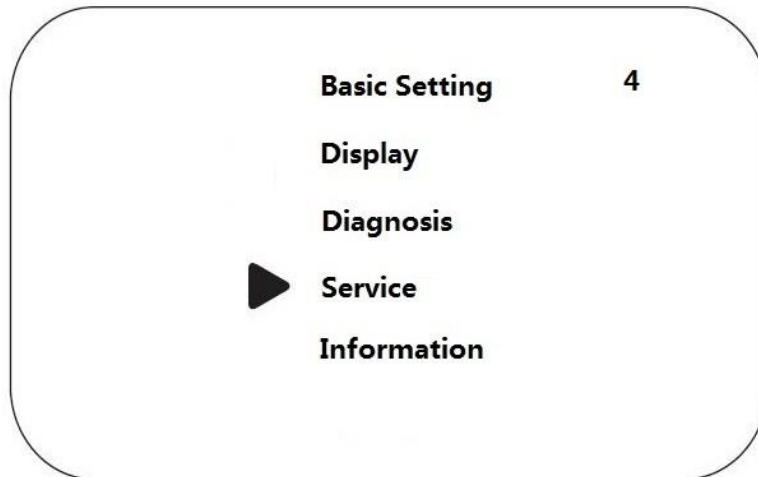 Basic Setting 4
Display
Diagnosis
Service
Information